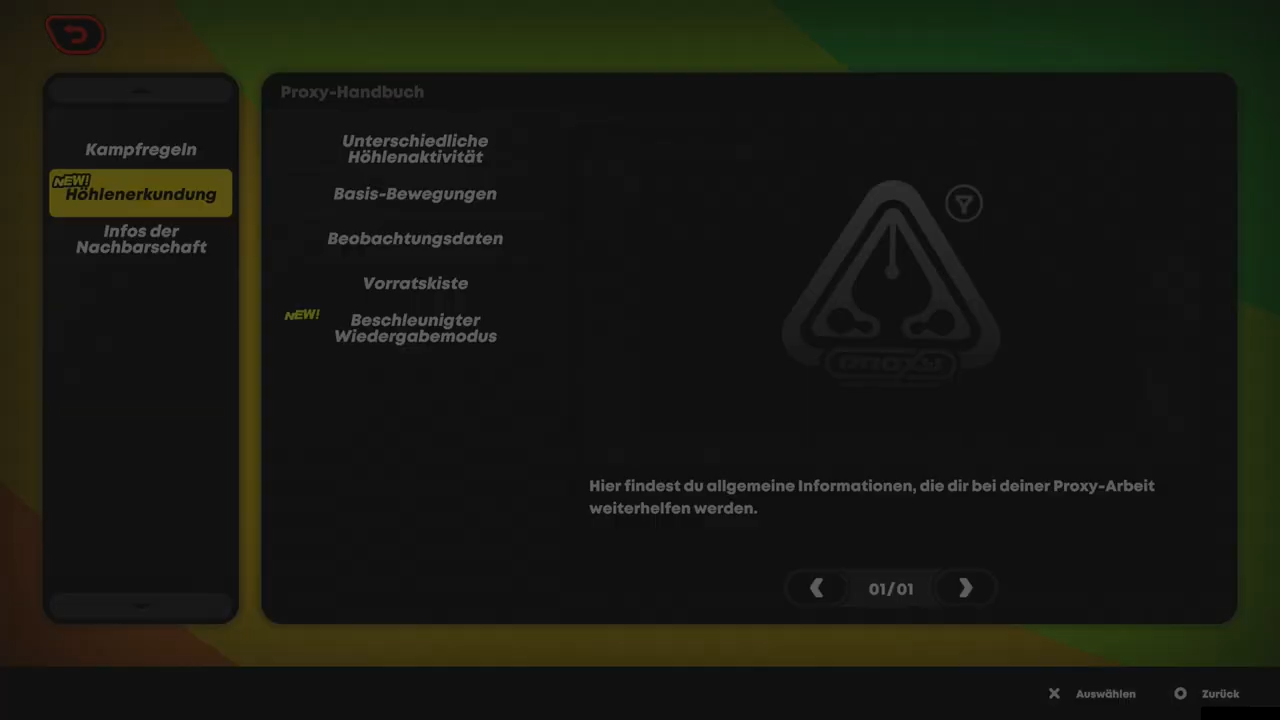 Proxy-Handbuch
Kampfregeln
NEW!
Höhlenerkundung
Infos der
Nachbarschaft
Unterschiedliche
Höhlenaktivität
Basis-Bewegungen
Beobachtungsdaten
Vorratskiste
NEW!
Beschleunigter
Wiedergabemodus
PROXY
Hier findest du allgemeine Informationen, die dir bei deiner Proxy-Arbeit
weiterhelfen werden.
01/01
Auswählen
Zurück